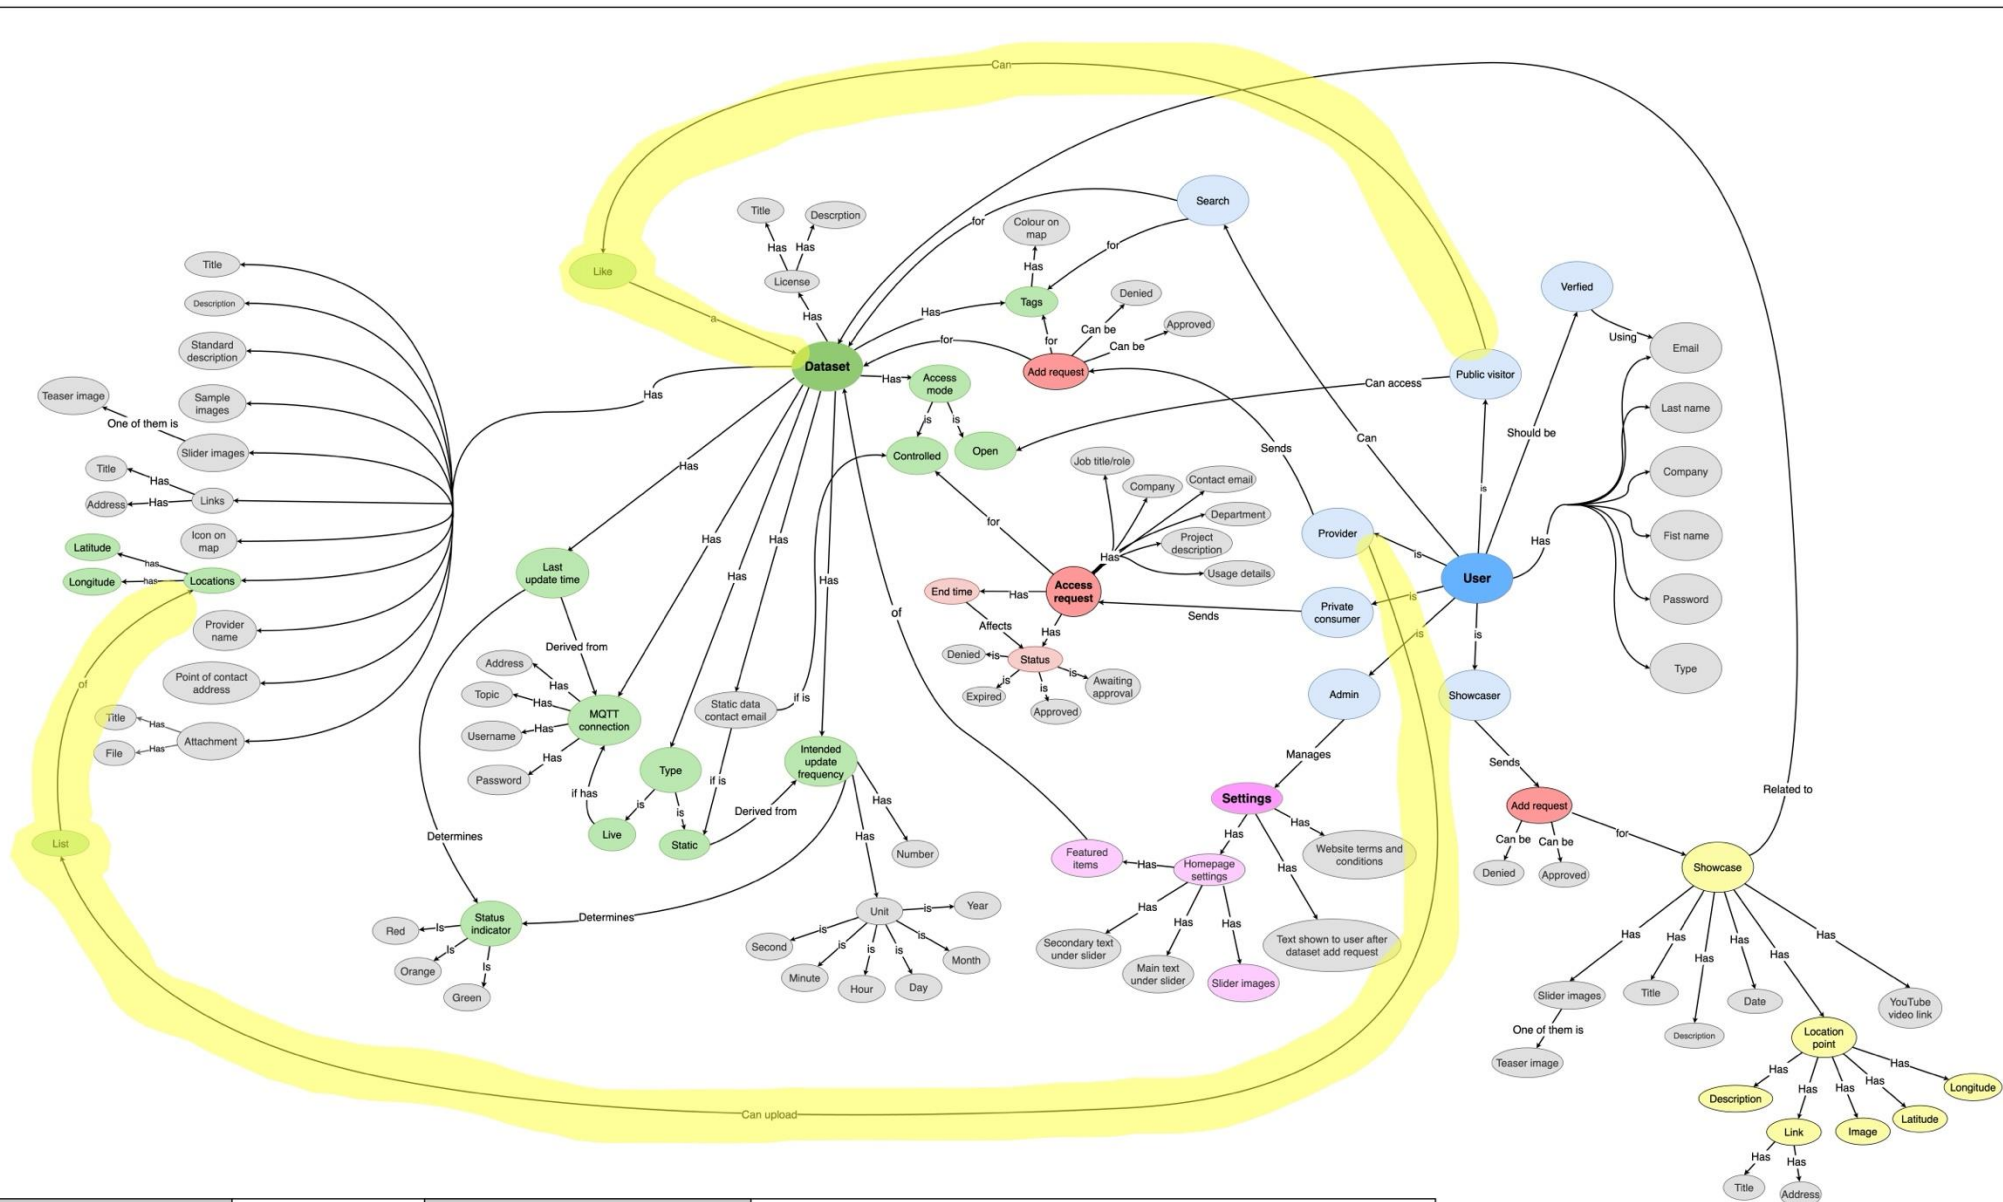 Can
Search
Title
Descrption
for
Colour on
map
for
Has
Has
Has
Title
Like
License
Tags
Denied
Verfied
Description
a
Has
Has
Can be
Approved
Using
Email
Standard
description
for
for
Can be
Dataset
Add request
Public visitor
Has
Access
mode
Can access
Teaser image
Sample
images
Has
Last name
One of them is
is
is
Should be
Can
Slider images
Controlled
Open
Sends
Title
Has
Has
Job title/role
Company
Company
Contact email
is
Address
Has
Links
Department
for
Icon on
map
Has
Has
Has
Project
description
Provider
Has
Fist name
Latitude
has
is
Longitude
has
Locations
Last
update time
Has
Has
Usage details
User
End time
Has
Access
request
Private
consumer
is
Password
Sends
of
Provider
name
Affects
Has
is
is
Derived from
Denied
is
Status
Address
Has
is
is
is
Awaiting
approval
Type
of
Point of contact
address
Topic
Has
Static data
contact email
if is
Expired
Approved
Admin
Showcaser
Title
Has
MQTT
connection
Username
Has
File
Has
Attachment
Has
Intended
update
frequency
Manages
Sends
Password
Type
if is
if has
is
is
Derived from
Has
Settings
Add request
Related to
Live
Static
Has
Has
Has
Can be
Can be
for
List
Determines
Number
Featured
items
Has
Homepage
settings
Has
Website terms and
conditions
Denied
Approved
Showcase
Red
Is
Status
indicator
Determines
Unit
is
Year
Has
Has
Has
Has
Has
Has
Has
Has
Has
Orange
Is
Is
Second
is
is
is
is
is
Month
Secondary text
under slider
Main text
under slider
Slider images
Text shown to user after
dataset add request
Green
Minute
Hour
Day
Slider images
Title
Date
YouTube
video link
One of them is
Description
Location
point
Teaser image
Has
Has
Has
Has
Has
Longitude
Description
Can upload
Link
Image
Latitude
Has
Has
Title
Address